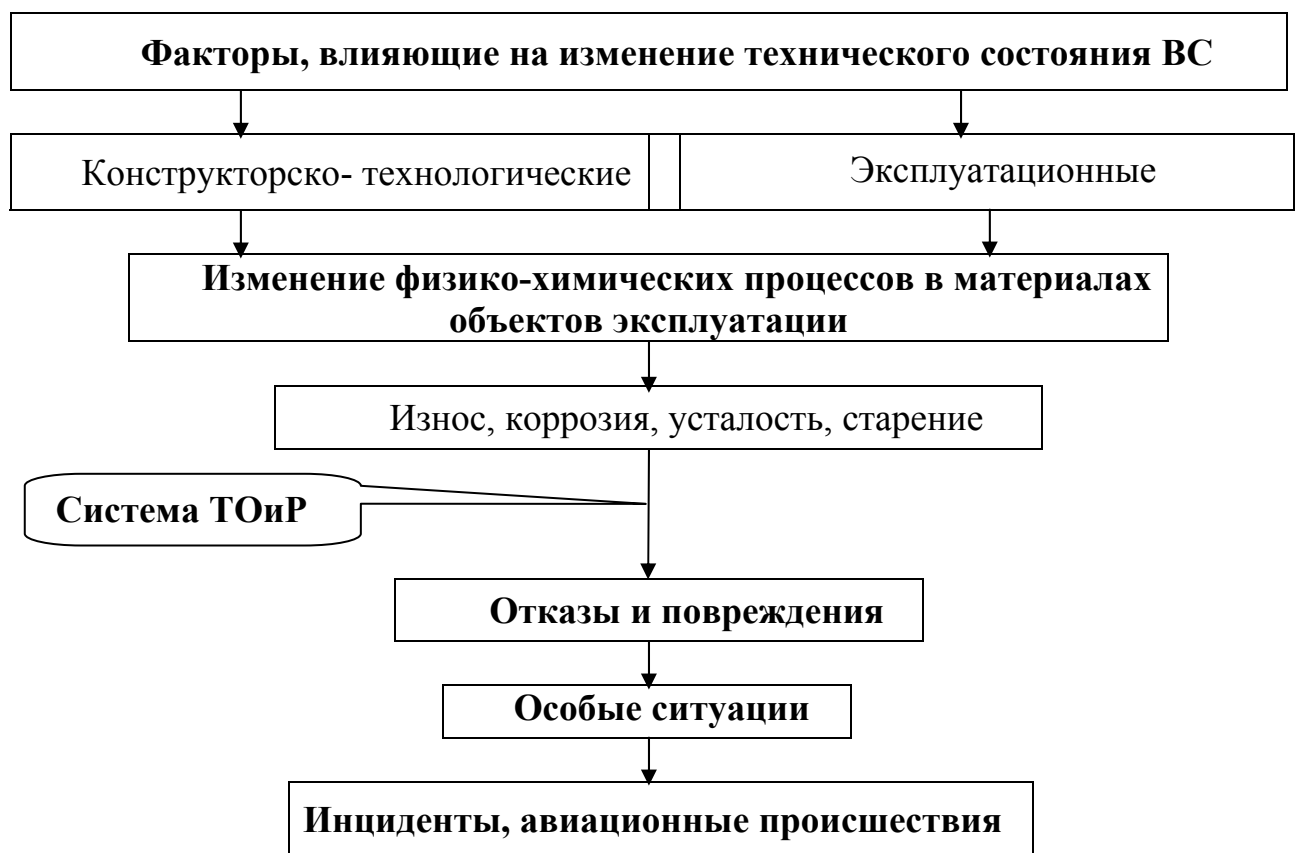 Факторы, влияющие на изменение технического состояния ВС
Конструкторско- технологические
Эксплуатационные
Изменение физико-химических процессов в материалах
объектов эксплуатации
Износ, коррозия, усталость, старение
Система ТОиР
Отказы и повреждения
Особые ситуации
Инциденты, авиационные происшествия